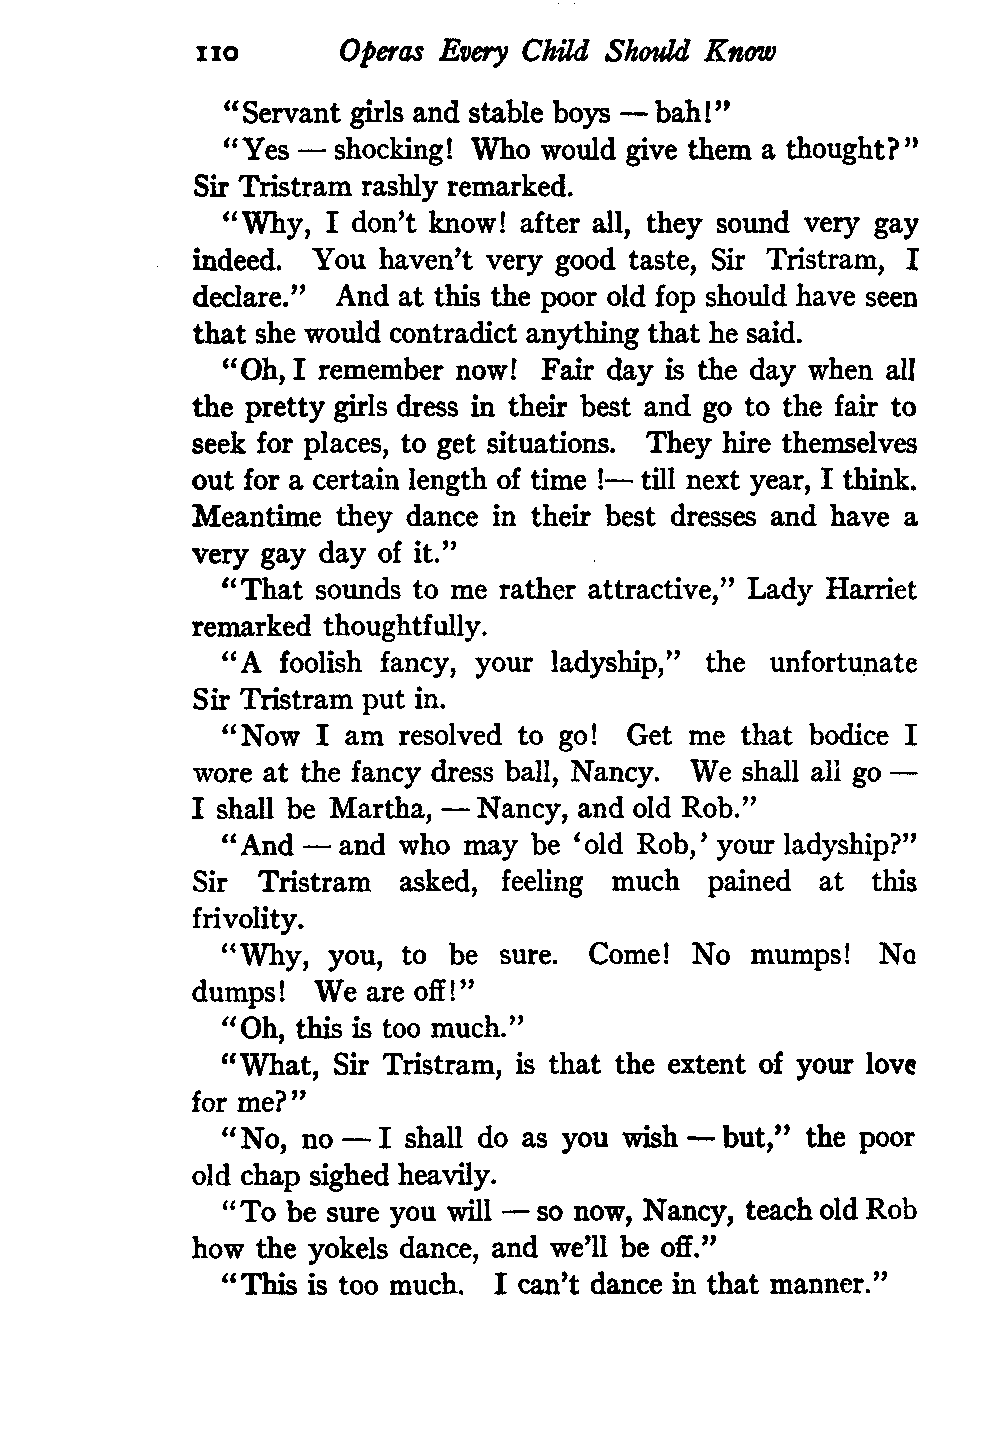 110 Operas Every Child Should Know
"Servant girls and stable boys — bah!"
"Yes — shocking! Who would give them a thought?"
Sir Tristram rashly remarked.
"Why, I don't know! after all, they sound very gay
indeed. You haven't very good taste, Sir Tristram, I
declare." And at this the poor old fop should have seen
that she would contradict anything that he said.
"Oh, I remember now! Fair day is the day when all
the pretty girls dress in their best and go to the fair to
seek for places, to get situations. They hire themselves
out for a certain length of time !— till next year, I think.
Meantime they dance in their best dresses and have a
very gay day of it."
"That sounds to me rather attractive," Lady Harriet
remarked thoughtfully.
"A foolish fancy, your ladyship," the unfortunate
Sir Tristram put in.
"Now I am resolved to go! Get me that bodice I
wore at the fancy dress ball, Nancy. We shall all go —
I shall be Martha, — Nancy, and old Rob."
"And — and who may be 'old Rob,' your ladyship?"
Sir Tristram asked, feeling much pained at this
frivolity.
"Why, you, to be sure. Come! No mumps! No
dumps! We are off!"
"Oh, this is too much."
"What, Sir Tristram, is that the extent of your love
for me?"
"No, no — I shall do as you wish — but," the poor
old chap sighed heavily.
"To be sure you will — so now, Nancy, teach old Rob
how the yokels dance, and we'll be off."
"This is too much. I can't dance in that manner."